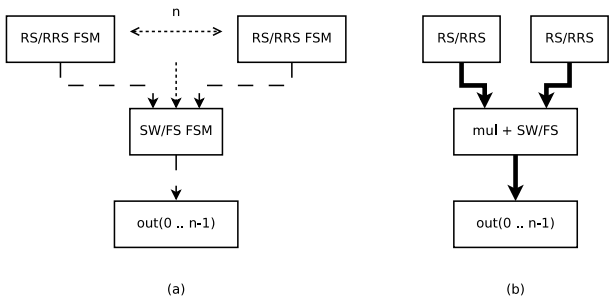 n
RS/RRS FSM
RS/RRS FSM
RS/RRS
RS/RRS
SW/FS FSM
mul + SW/FS
out(0 .. n-1)
out(0 .. n-1)
(a)
(b)